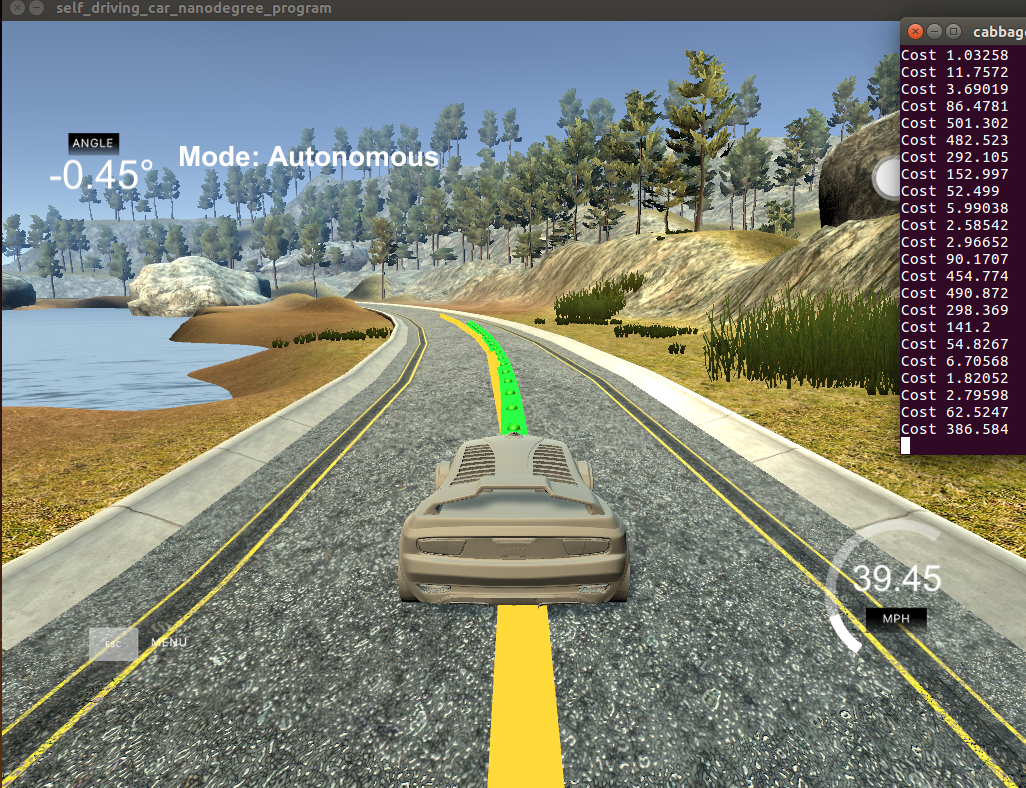 self_driving_car_nanodegree_program
cabbage
ANGLE
-0.45°
Mode: Autonomous
Cost 1.03258
Cost 11.7572
Cost 3.69019
Cost 86.4781
Cost 501.302
Cost 482.523
Cost 292.105
Cost 152.997
Cost 52.499
Cost 5.99038
Cost 2.58542
Cost 2.96652
Cost 90.1707
Cost 454.774
Cost 490.872
Cost 298.369
Cost 141.2
Cost 54.8267
Cost 6.70568
Cost 1.82052
Cost 2.79598
Cost 62.5247
Cost 386.584
39.45
MPH
ESC
MENU